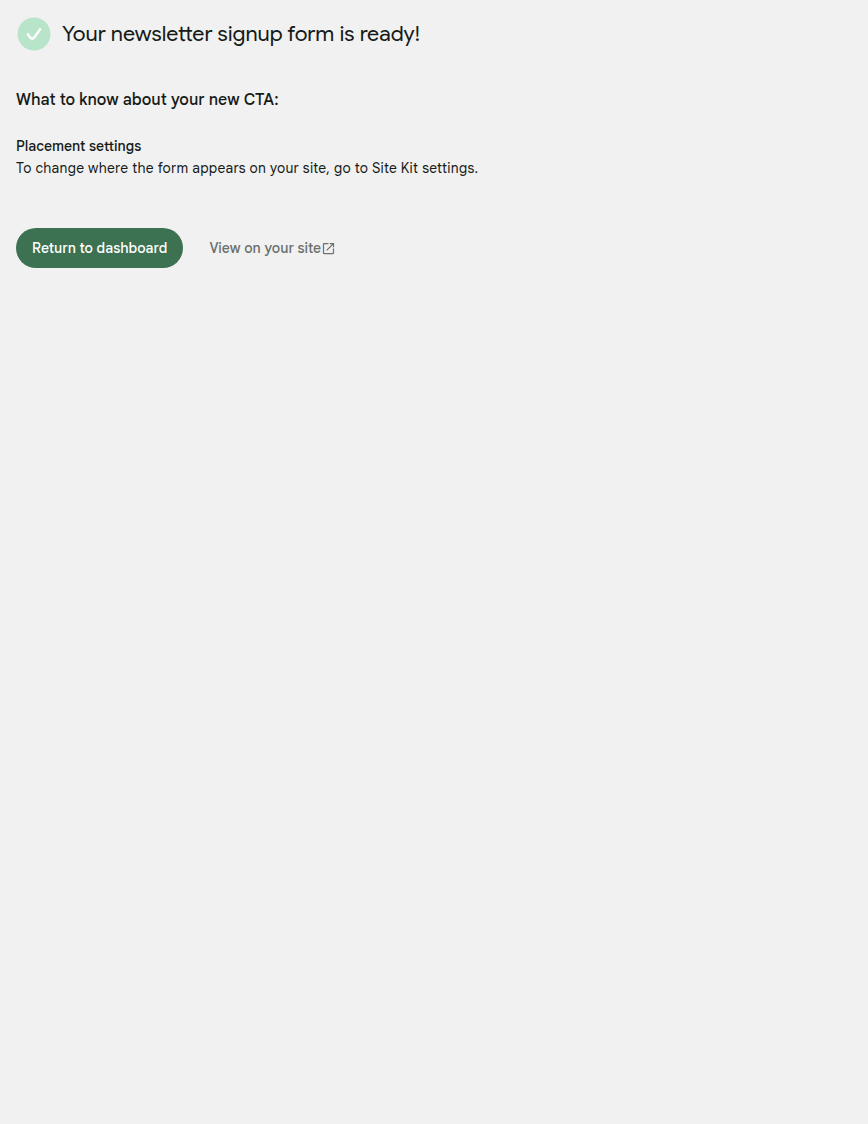 Your newsletter signup form is ready!
What to know about your new CTA:
Placement settings
To change where the form appears on your site, go to Site Kit settings.
Return to dashboard
View on your site